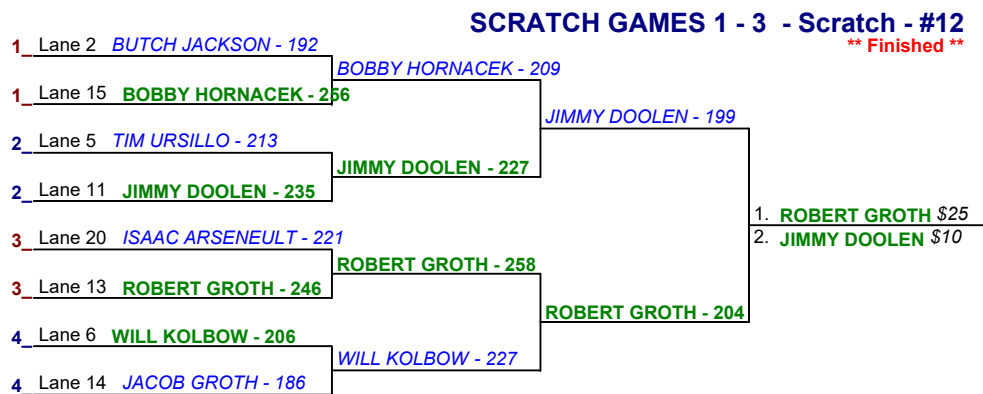 SCRATCH GAMES 1 - 3 - Scratch - #12
** Finished **
1_ Lane 2 BUTCH JACKSON - 192
BOBBY HORNACEK - 209
1_ Lane 15 BOBBY HORNACEK - 256
JIMMY DOOLEN - 199
2_ Lane 5 TIM URSILLO - 213
JIMMY DOOLEN - 227
2_ Lane 11 JIMMY DOOLEN - 235
1. ROBERT GROTH $25
2. JIMMY DOOLEN $10
3_ Lane 20 ISAAC ARSENEULT - 221
ROBERT GROTH - 258
3_ Lane 13 ROBERT GROTH - 246
ROBERT GROTH - 204
4_ Lane 6 WILL KOLBOW - 206
WILL KOLBOW - 227
4_ Lane 14 JACOB GROTH - 186